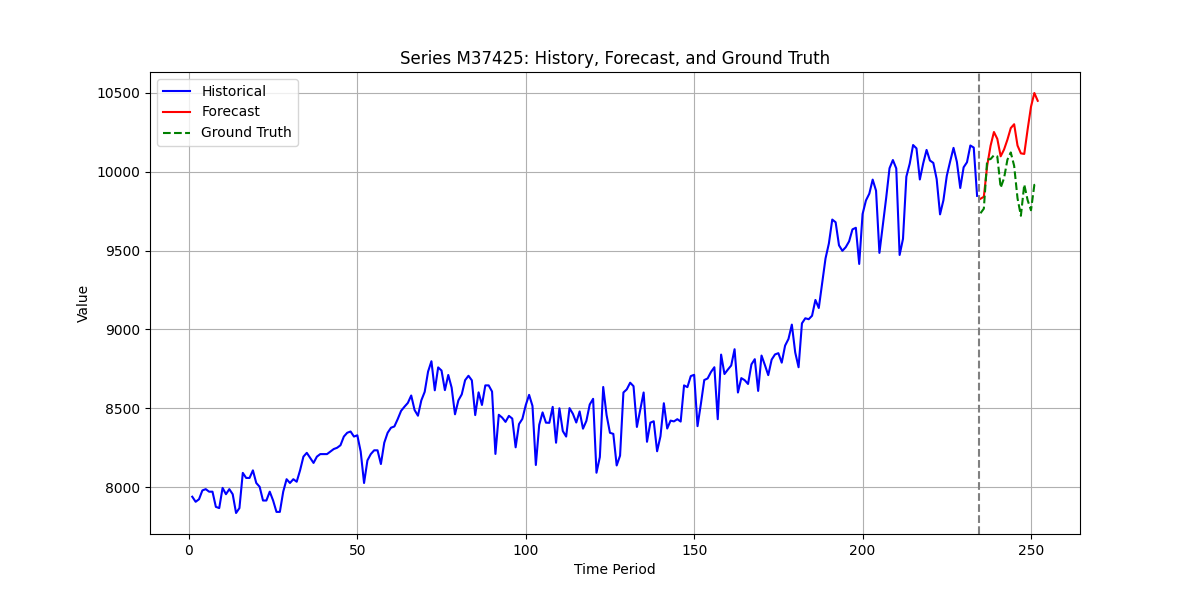 Series M37425: History, Forecast, and Ground Truth
Historical
Forecast
Ground Truth
10500
10000
9500
9000
8500
8000
Value
0 50 100 150 200 250
Time Period